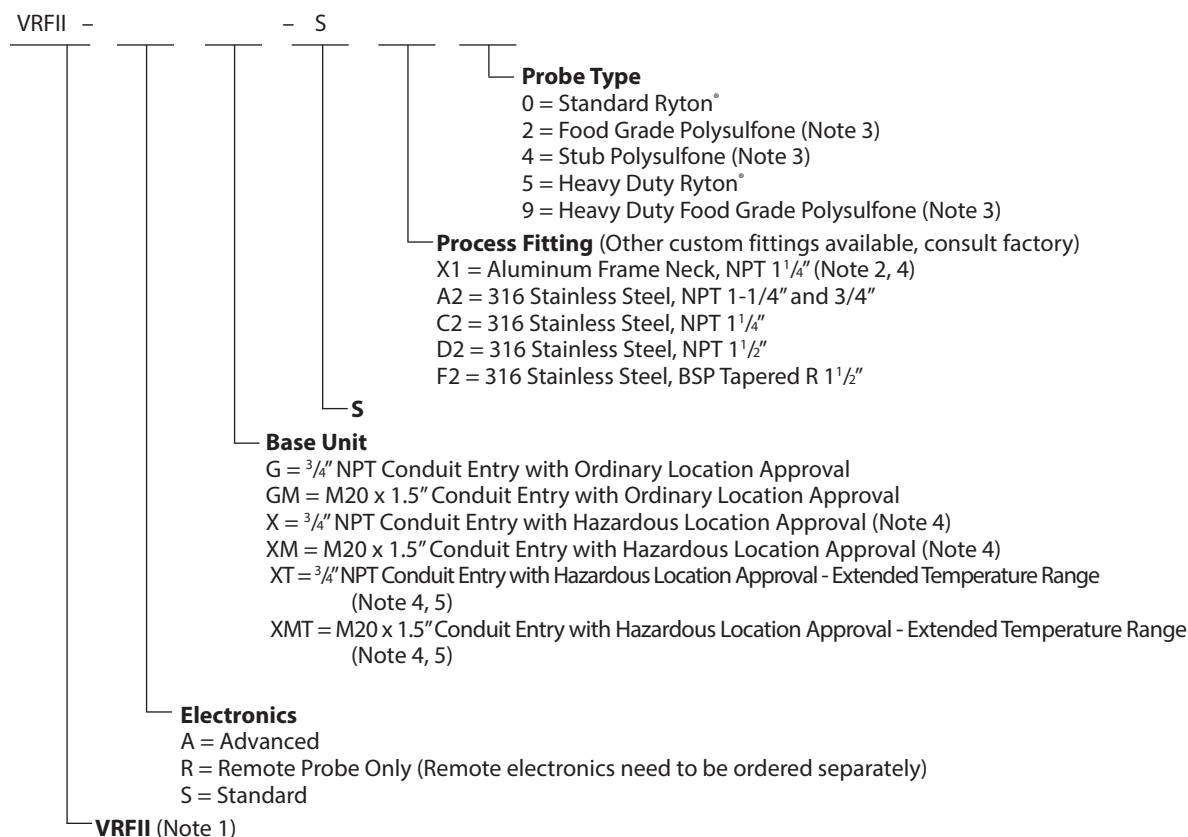 VRFII – – S
Probe Type
0 = Standard Ryton®
2 = Food Grade Polysulfone (Note 3)
4 = Stub Polysulfone (Note 3)
5 = Heavy Duty Ryton®
9 = Heavy Duty Food Grade Polysulfone (Note 3)
Process Fitting (Other custom fittings available, consult factory)
X1 = Aluminum Frame Neck, NPT 1¹/₄” (Note 2, 4)
A2 = 316 Stainless Steel, NPT 1-1/4” and 3/4”
C2 = 316 Stainless Steel, NPT 1¹/₄”
D2 = 316 Stainless Steel, NPT 1¹/₂”
F2 = 316 Stainless Steel, BSP Tapered R 1¹/₂”
S
Base Unit
G = ³/₄” NPT Conduit Entry with Ordinary Location Approval
GM = M20 x 1.5” Conduit Entry with Ordinary Location Approval
X = ³/₄” NPT Conduit Entry with Hazardous Location Approval (Note 4)
XM = M20 x 1.5” Conduit Entry with Hazardous Location Approval (Note 4)
XT = ³/₄” NPT Conduit Entry with Hazardous Location Approval - Extended Temperature Range
(Note 4, 5)
XMT = M20 x 1.5” Conduit Entry with Hazardous Location Approval - Extended Temperature Range
(Note 4, 5)
Electronics
A = Advanced
R = Remote Probe Only (Remote electronics need to be ordered separately)
S = Standard
VRFII (Note 1)